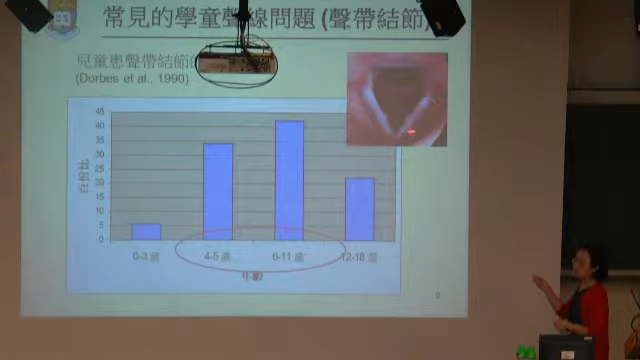 常見的學童聲線問題 (聲帶結節)
兒童患聲帶結節的
(Dorbes et al., 1990)
百份比
45
40
35
30
25
20
15
10
5
0
0-3 歲
4-5 歲
6-11 歲
12-18 歲
年齡